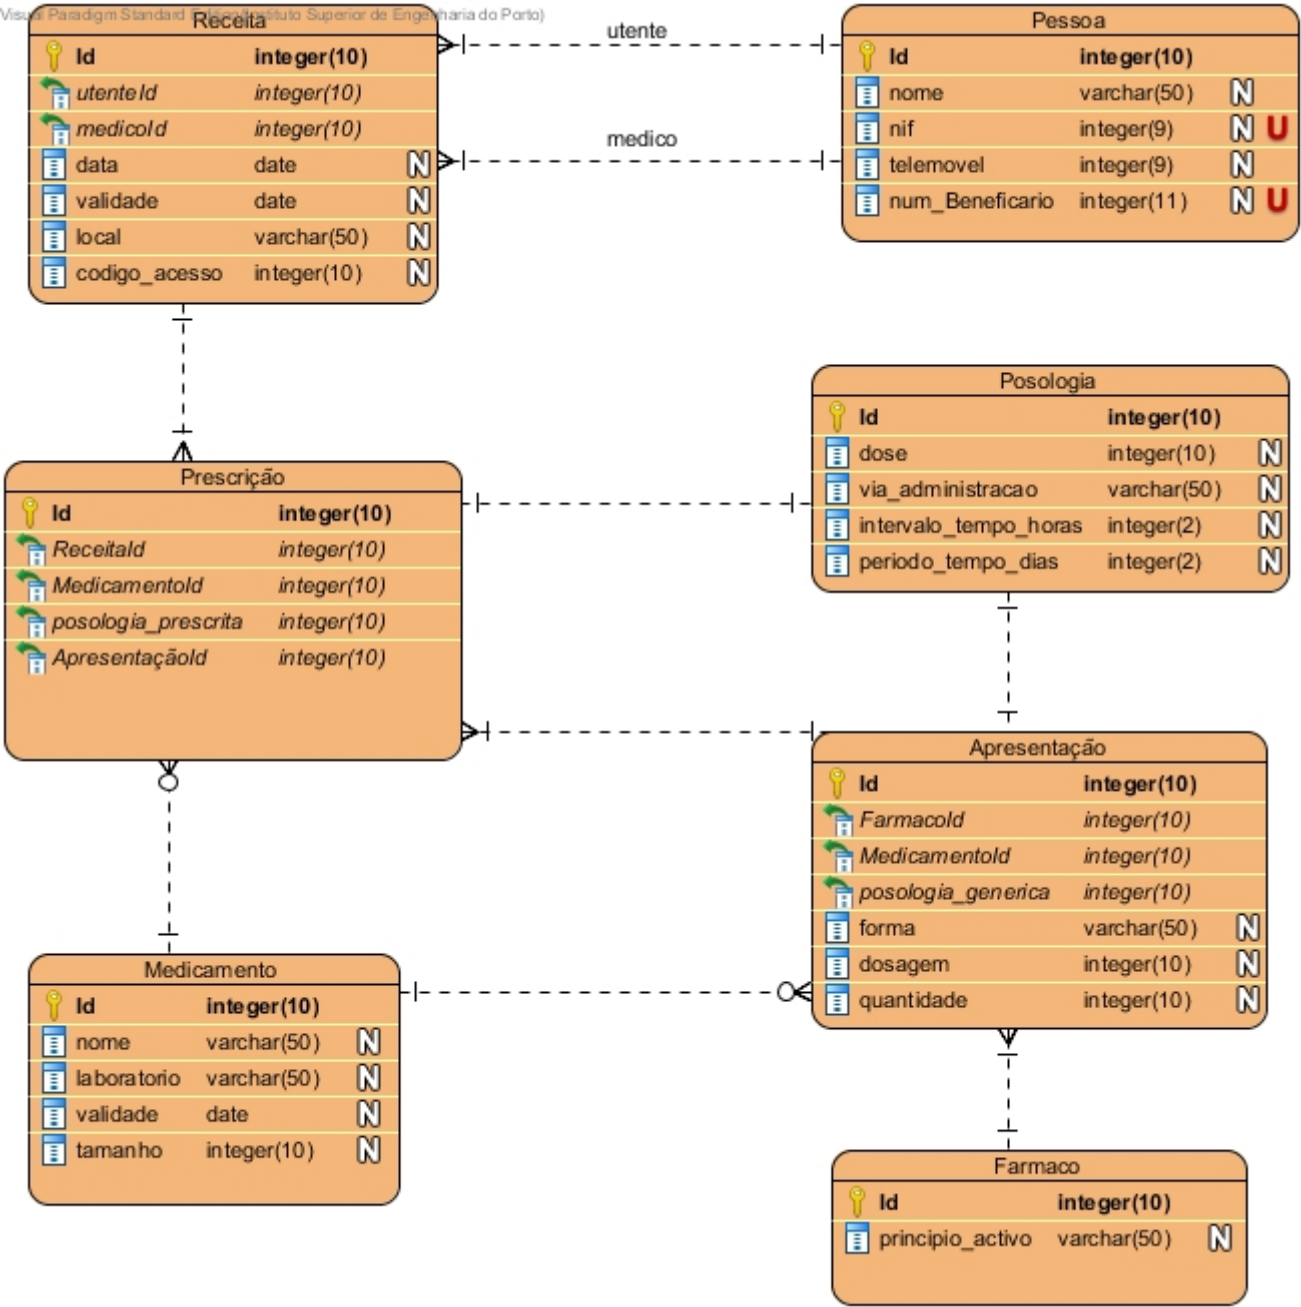 Visual Paradigm Standard Edition(Instituto Superior de Engenharia do Porto)
Receita
Id integer(10)
utenteId integer(10)
medicoId integer(10)
data date N
validade date N
local varchar(50) N
codigo_acesso integer(10) N
utente
medico
Pessoa
Id integer(10)
nome varchar(50) N
nif integer(9) N U
telemovel integer(9) N
num_Beneficario integer(11) N U
Prescrição
Id integer(10)
ReceitaId integer(10)
MedicamentoId integer(10)
posologia_prescrita integer(10)
ApresentaçãoId integer(10)
Posologia
Id integer(10)
dose integer(10) N
via_administracao varchar(50) N
intervalo_tempo_horas integer(2) N
periodo_tempo_dias integer(2) N
Apresentação
Id integer(10)
FarmacoId integer(10)
MedicamentoId integer(10)
posologia_generica integer(10)
forma varchar(50) N
dosagem integer(10) N
quantidade integer(10) N
Medicamento
Id integer(10)
nome varchar(50) N
laboratorio varchar(50) N
validade date N
tamanho integer(10) N
Farmaco
Id integer(10)
principio_activo varchar(50) N